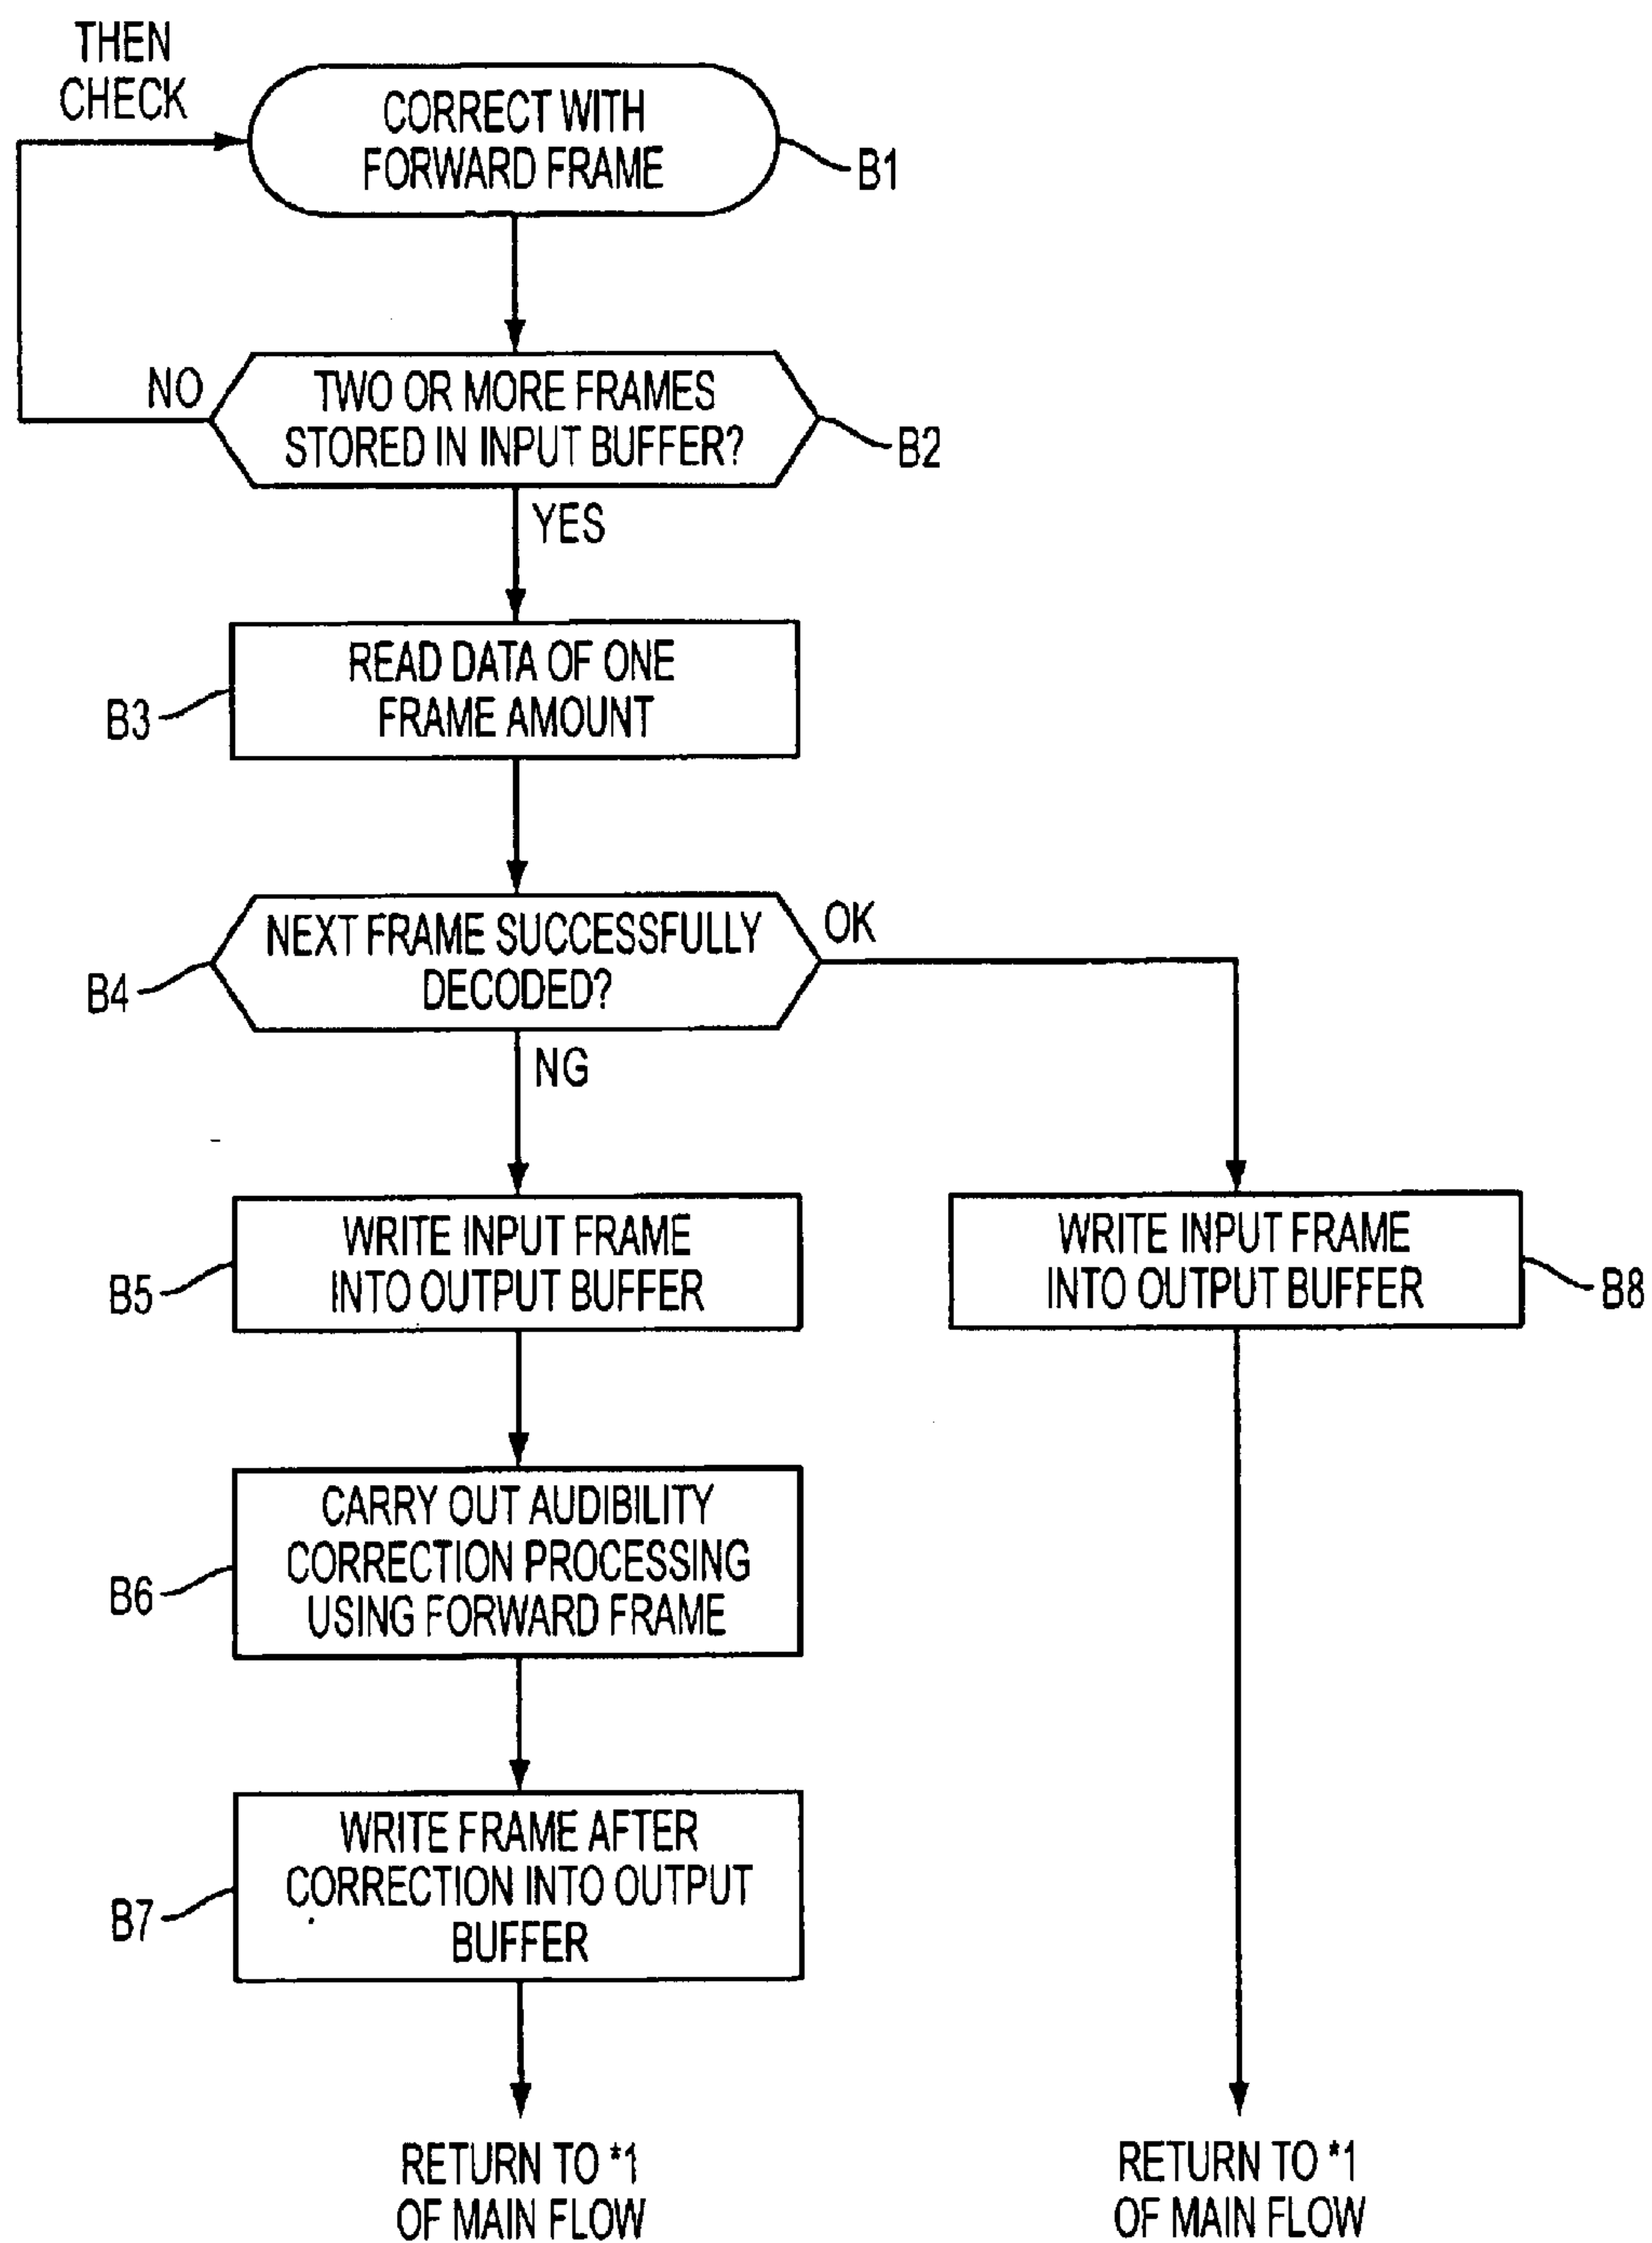 THEN
CHECK
CORRECT WITH
FORWARD FRAME
B1
NO
TWO OR MORE FRAMES
STORED IN INPUT BUFFER?
B2
YES
READ DATA OF ONE
FRAME AMOUNT
B3
NEXT FRAME SUCCESSFULLY
DECODED?
OK
B4
NG
WRITE INPUT FRAME
INTO OUTPUT BUFFER
B5
WRITE INPUT FRAME
INTO OUTPUT BUFFER
B8
CARRY OUT AUDIBILITY
CORRECTION PROCESSING
USING FORWARD FRAME
B6
WRITE FRAME AFTER
CORRECTION INTO OUTPUT
BUFFER
B7
RETURN TO *1
OF MAIN FLOW
RETURN TO *1
OF MAIN FLOW